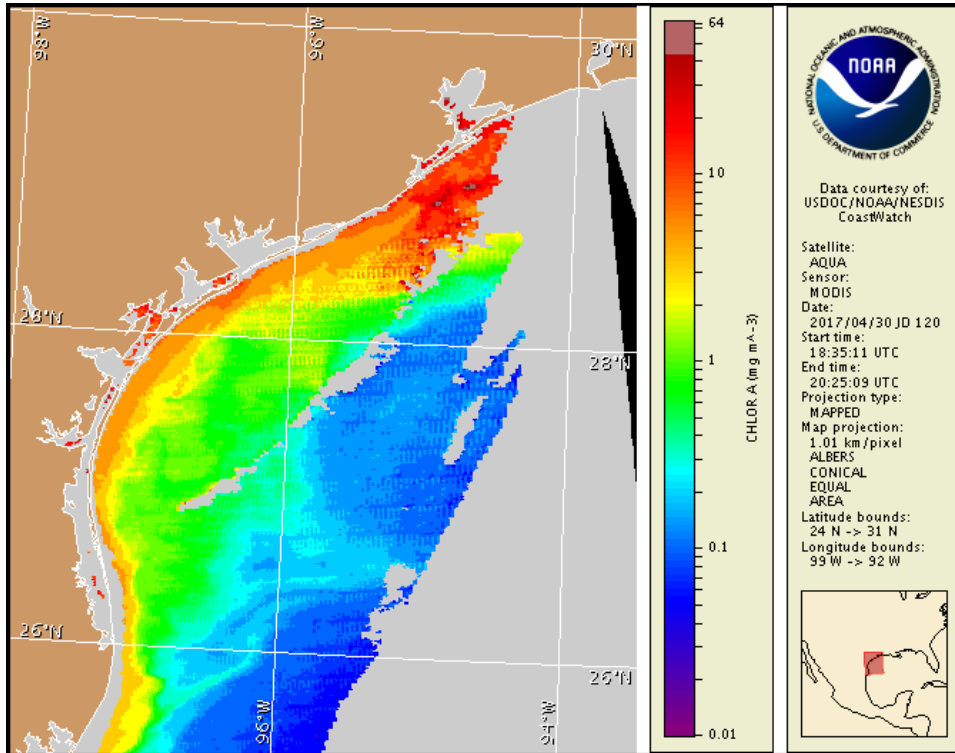 98°W
96°W
30°N
28°N
28°N
26°N
26°N
96°W
94°W
64
10
1
0.1
0.01
CHLOR A (mg m^-3)
NATIONAL OCEANIC AND ATMOSPHERIC ADMINISTRATION
NOAA
U.S. DEPARTMENT OF COMMERCE
Data courtesy of:
USDOC/NOAA/NESDIS
CoastWatch
Satellite:
AQUA
Sensor:
MODIS
Date:
2017/04/30 JD 120
Start time:
18:35:11 UTC
End time:
20:25:09 UTC
Projection type:
MAPPED
Map projection:
1.01 km/pixel
ALBERS
CONICAL
EQUAL
AREA
Latitude bounds:
24 N -> 31 N
Longitude bounds:
99 W -> 92 W